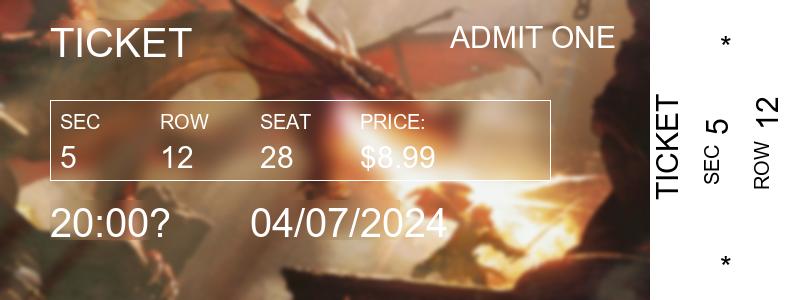 TICKET
ADMIT ONE
SEC ROW SEAT PRICE:
5 12 28 $8.99
20:00? 04/07/2024
TICKET
SEC 5
ROW 12
*
*